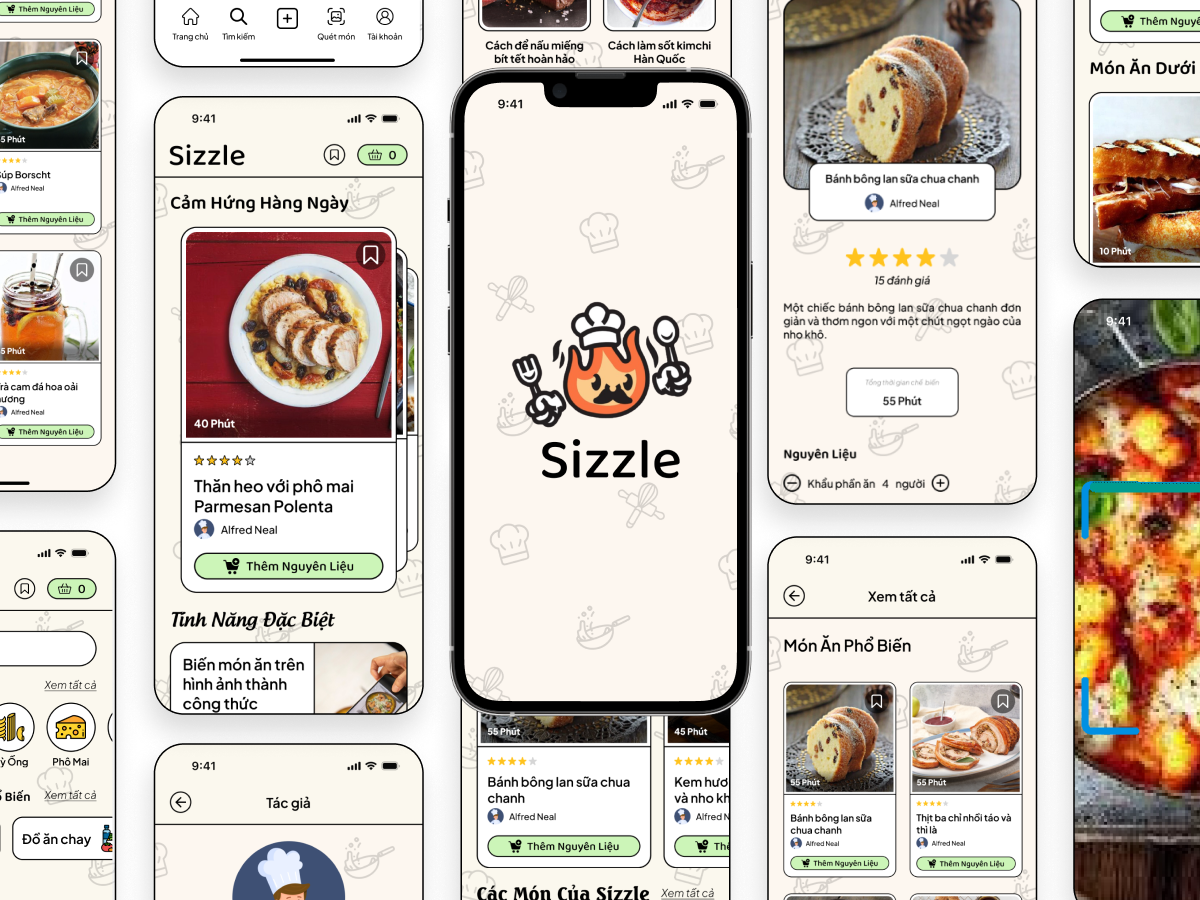 Thêm Nguyên Liệu
5 Phút
Súp Borscht
Alfred Neal
Thêm Nguyên Liệu
5 Phút
Trà cam đá hoa oải
hương
Alfred Neal
Thêm Nguyên Liệu
0
Xem tất cả
Ống
Phô Mai
Biến
Xem tất cả
Đồ ăn chay
Trang chủ
Tìm kiếm
Quét món
Tài khoản
9:41
Sizzle
0
Cảm Hứng Hàng Ngày
40 Phút
Thăn heo với phô mai
Parmesan Polenta
Alfred Neal
Thêm Nguyên Liệu
Tính Năng Đặc Biệt
Biến món ăn trên
hình ảnh thành
công thức
9:41
Tác giả
Cách để nấu miếng
bít tết hoàn hảo
Cách làm sốt kimchi
Hàn Quốc
9:41
Sizzle
55 Phút
Bánh bông lan sữa chua
chanh
Alfred Neal
Thêm Nguyên Liệu
45 Phút
Kem hươ
và nho kh
Alfred Neal
Các Món Của Sizzle
Xem tất cả
Bánh bông lan sữa chua chanh
Alfred Neal
15 đánh giá
Một chiếc bánh bông lan sữa chua chanh đơn
giản và thơm ngon với một chút ngọt ngào của
nho khô.
Tổng thời gian chế biến
55 Phút
Nguyên Liệu
Khẩu phần ăn 4 người
9:41
Xem tất cả
Món Ăn Phổ Biến
55 Phút
Bánh bông lan sữa
chua chanh
Alfred Neal
Thêm Nguyên Liệu
55 Phút
Thịt ba chỉ nhồi táo và
thì là
Alfred Neal
Thêm Nguyên Liệu
Thêm Nguyê
Món Ăn Dưới
10 Phút
9:41